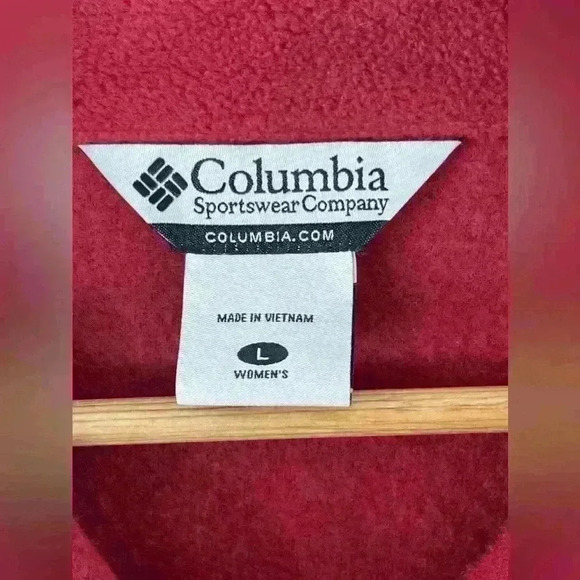 Columbia
Sportswear Company
COLUMBIA.COM
MADE IN VIETNAM
L
WOMEN'S